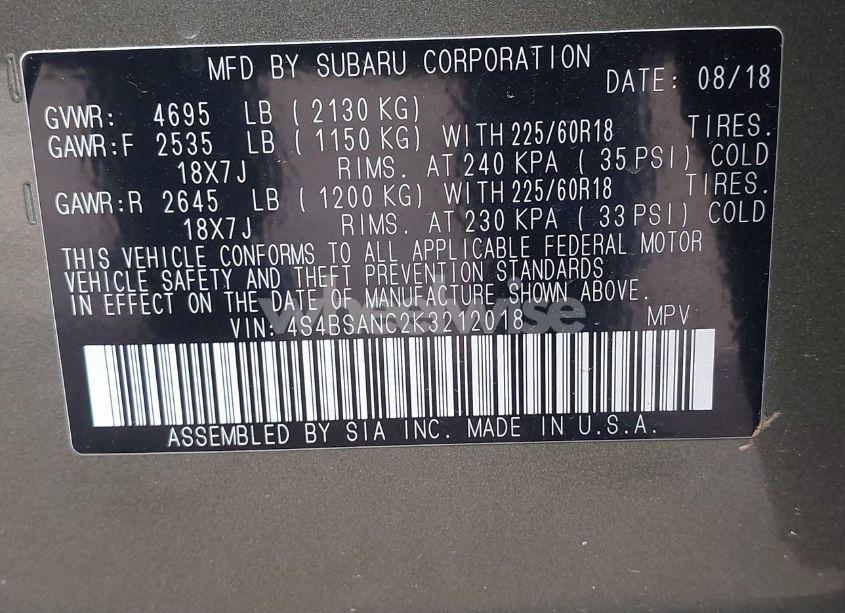 MFD BY SUBARU CORPORATION
DATE: 08/18
GVWR: 4695 LB ( 2130 KG)
GAWR:F 2535 LB ( 1150 KG) WITH 225/60R18 TIRES.
18X7J RIMS. AT 240 KPA ( 35 PSI) COLD
GAWR:R 2645 LB ( 1200 KG) WITH 225/60R18 TIRES.
18X7J RIMS. AT 230 KPA ( 33 PSI) COLD
THIS VEHICLE CONFORMS TO ALL APPLICABLE FEDERAL MOTOR
VEHICLE SAFETY AND THEFT PREVENTION STANDARDS
IN EFFECT ON THE DATE OF MANUFACTURE SHOWN ABOVE.
VIN: 4S4BSANC2K3212018 MPV
ASSEMBLED BY SIA INC. MADE IN U.S.A.